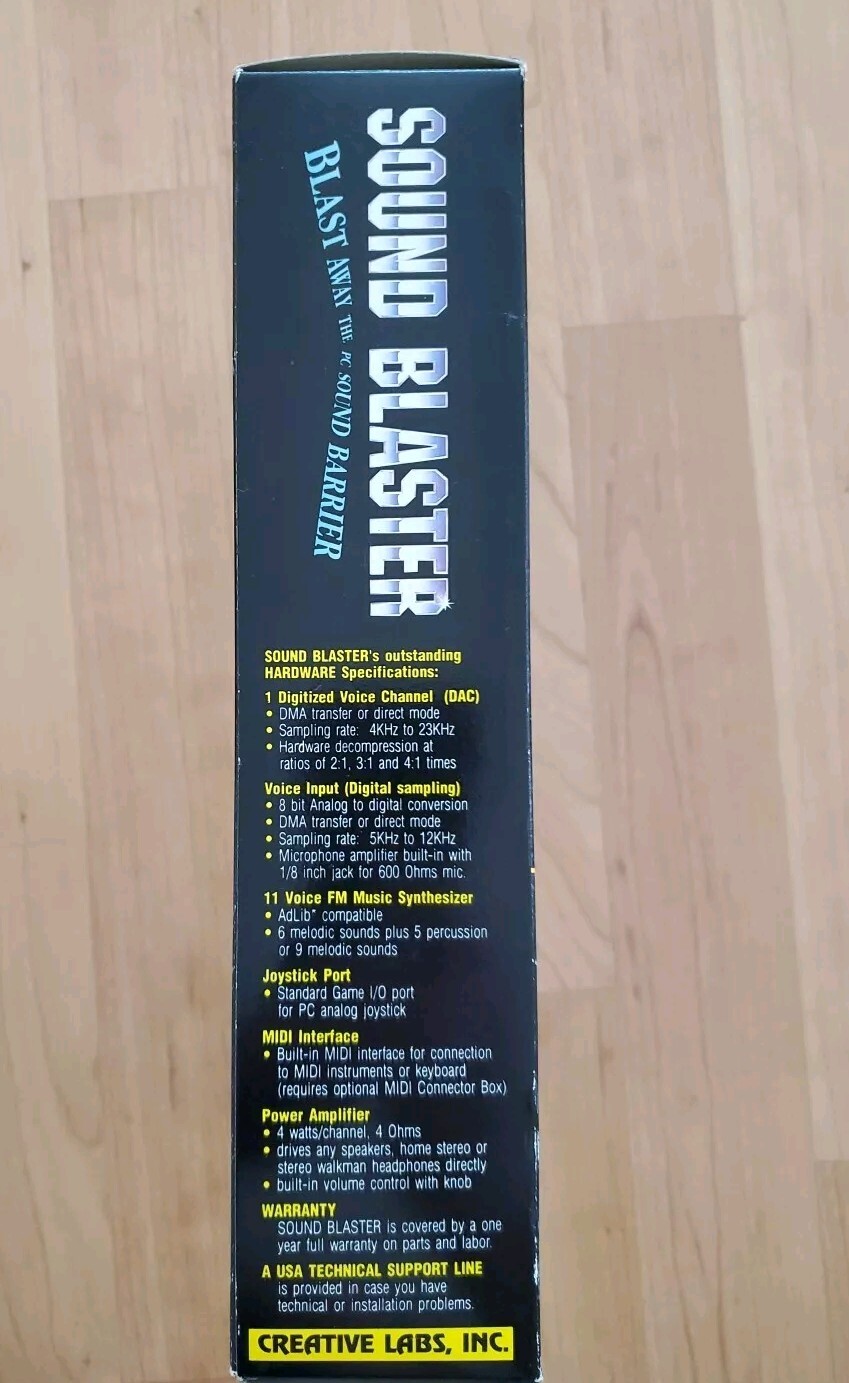 SOUND BLASTER
BLAST AWAY THE PC SOUND BARRIER
SOUND BLASTER's outstanding
HARDWARE Specifications:
1 Digitized Voice Channel (DAC)
• DMA transfer or direct mode
• Sampling rate: 4KHz to 23KHz
• Hardware decompression at
ratios of 2:1, 3:1 and 4:1 times
Voice Input (Digital sampling)
• 8 bit Analog to digital conversion
• DMA transfer or direct mode
• Sampling rate: 5KHz to 12KHz
• Microphone amplifier built-in with
1/8 inch jack for 600 Ohms mic.
11 Voice FM Music Synthesizer
• AdLib* compatible
• 6 melodic sounds plus 5 percussion
or 9 melodic sounds
Joystick Port
• Standard Game I/O port
for PC analog joystick
MIDI Interface
• Built-in MIDI interface for connection
to MIDI instruments or keyboard
(requires optional MIDI Connector Box)
Power Amplifier
• 4 watts/channel, 4 Ohms
• drives any speakers, home stereo or
stereo walkman headphones directly
• built-in volume control with knob
WARRANTY
SOUND BLASTER is covered by a one
year full warranty on parts and labor.
A USA TECHNICAL SUPPORT LINE
is provided in case you have
technical or installation problems.
CREATIVE LABS, INC.